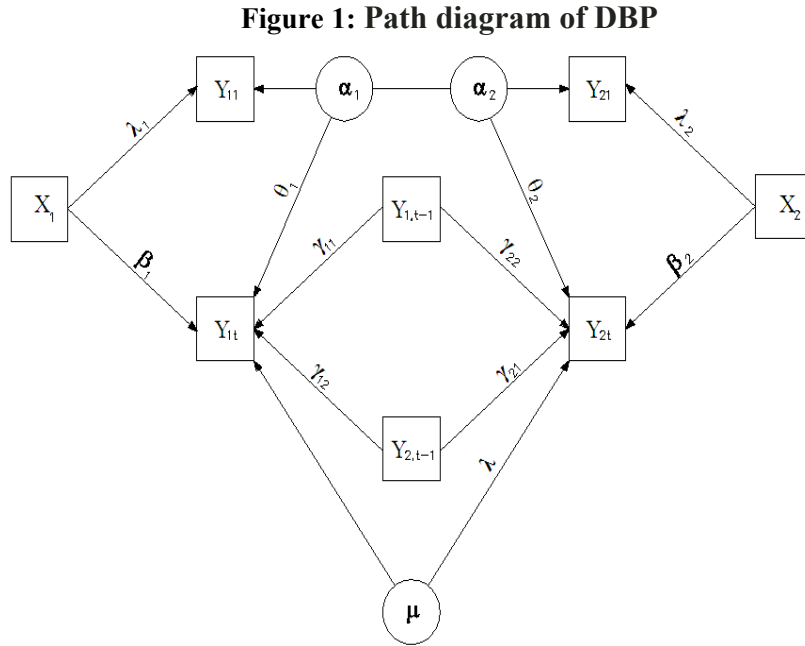 Figure 1: Path diagram of DBP
Y₁₁ α₁ α₂ Y₂₁
λ₁ λ₂
θ₁ θ₂
X₁ Y₁,ₜ₋₁ X₂
γ₁₁ γ₂₂
β₁ β₂
Y₁ₜ Y₂ₜ
γ₁₂ γ₂₁
Y₂,ₜ₋₁
λ
μ